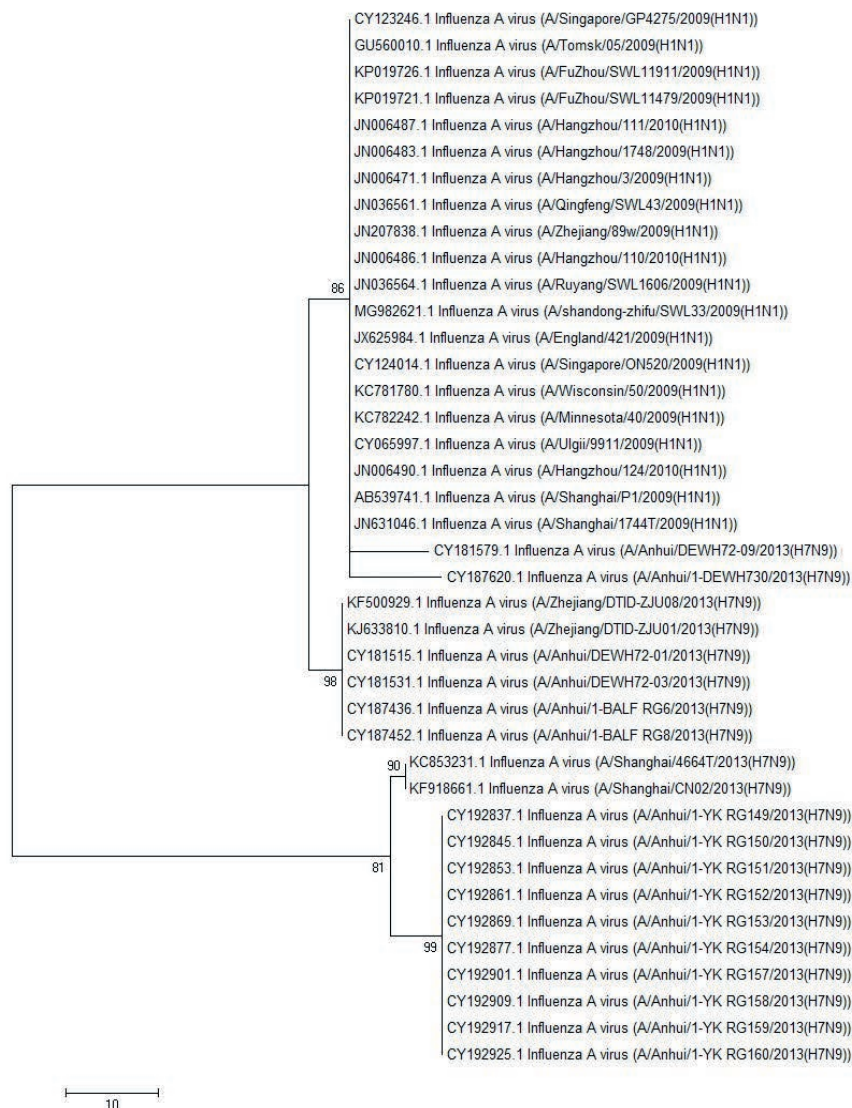 CY123246.1 Influenza A virus (A/Singapore/GP4275/2009(H1N1))
GU560010.1 Influenza A virus (A/Tomsk/05/2009(H1N1))
KP019726.1 Influenza A virus (A/FuZhou/SWL11911/2009(H1N1))
KP019721.1 Influenza A virus (A/FuZhou/SWL11479/2009(H1N1))
JN006487.1 Influenza A virus (A/Hangzhou/111/2010(H1N1))
JN006483.1 Influenza A virus (A/Hangzhou/1748/2009(H1N1))
JN006471.1 Influenza A virus (A/Hangzhou/3/2009(H1N1))
JN036561.1 Influenza A virus (A/Qingfeng/SWL43/2009(H1N1))
JN207838.1 Influenza A virus (A/Zhejiang/89w/2009(H1N1))
JN006486.1 Influenza A virus (A/Hangzhou/110/2010(H1N1))
86
JN036564.1 Influenza A virus (A/Ruyang/SWL1606/2009(H1N1))
MG982621.1 Influenza A virus (A/shandong-zhifu/SWL33/2009(H1N1))
JX625984.1 Influenza A virus (A/England/421/2009(H1N1))
CY124014.1 Influenza A virus (A/Singapore/ON520/2009(H1N1))
KC781780.1 Influenza A virus (A/Wisconsin/50/2009(H1N1))
KC782242.1 Influenza A virus (A/Minnesota/40/2009(H1N1))
CY065997.1 Influenza A virus (A/Ulgii/9911/2009(H1N1))
JN006490.1 Influenza A virus (A/Hangzhou/124/2010(H1N1))
AB539741.1 Influenza A virus (A/Shanghai/P1/2009(H1N1))
JN631046.1 Influenza A virus (A/Shanghai/1744T/2009(H1N1))
CY181579.1 Influenza A virus (A/Anhui/DEWH72-09/2013(H7N9))
CY187620.1 Influenza A virus (A/Anhui/1-DEWH730/2013(H7N9))
KF500929.1 Influenza A virus (A/Zhejiang/DTID-ZJU08/2013(H7N9))
KJ633810.1 Influenza A virus (A/Zhejiang/DTID-ZJU01/2013(H7N9))
CY181515.1 Influenza A virus (A/Anhui/DEWH72-01/2013(H7N9))
98
CY181531.1 Influenza A virus (A/Anhui/DEWH72-03/2013(H7N9))
CY187436.1 Influenza A virus (A/Anhui/1-BALF RG6/2013(H7N9))
CY187452.1 Influenza A virus (A/Anhui/1-BALF RG8/2013(H7N9))
90
KC853231.1 Influenza A virus (A/Shanghai/4664T/2013(H7N9))
KF918661.1 Influenza A virus (A/Shanghai/CN02/2013(H7N9))
CY192837.1 Influenza A virus (A/Anhui/1-YK RG149/2013(H7N9))
CY192845.1 Influenza A virus (A/Anhui/1-YK RG150/2013(H7N9))
81
CY192853.1 Influenza A virus (A/Anhui/1-YK RG151/2013(H7N9))
CY192861.1 Influenza A virus (A/Anhui/1-YK RG152/2013(H7N9))
CY192869.1 Influenza A virus (A/Anhui/1-YK RG153/2013(H7N9))
99
CY192877.1 Influenza A virus (A/Anhui/1-YK RG154/2013(H7N9))
CY192901.1 Influenza A virus (A/Anhui/1-YK RG157/2013(H7N9))
CY192909.1 Influenza A virus (A/Anhui/1-YK RG158/2013(H7N9))
CY192917.1 Influenza A virus (A/Anhui/1-YK RG159/2013(H7N9))
CY192925.1 Influenza A virus (A/Anhui/1-YK RG160/2013(H7N9))
10